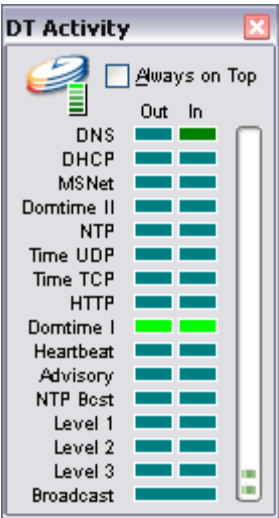 DT Activity
Always on Top
Out In
DNS
DHCP
MSNet
Domtime II
NTP
Time UDP
Time TCP
HTTP
Domtime I
Heartbeat
Advisory
NTP Bcst
Level 1
Level 2
Level 3
Broadcast